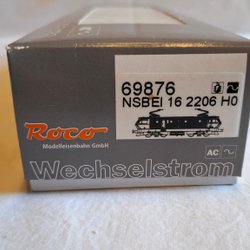 69876
NSBEl 16 2206 H0
Roco
Modelleisenbahn GmbH
AC
Wechselstrom